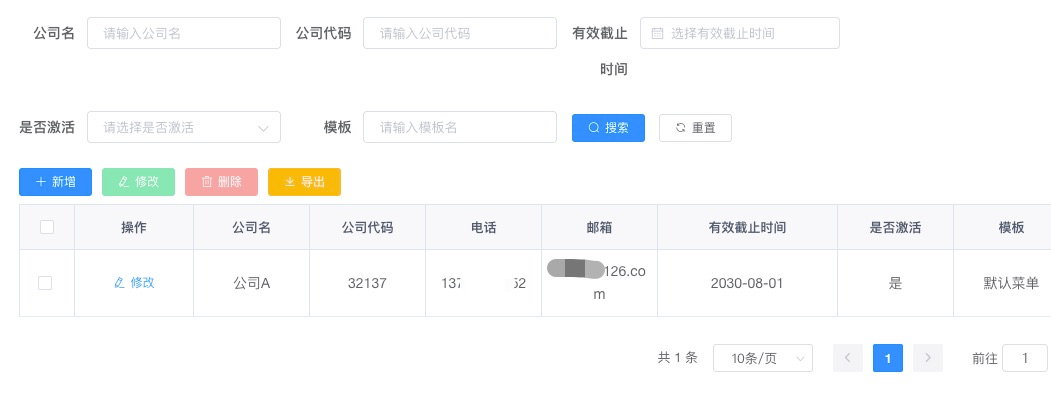 公司名 请输入公司名 公司代码 请输入公司代码 有效截止 选择有效截止时间
时间
是否激活 请选择是否激活 模板 请输入模板名 搜索 重置
新增 修改 删除 导出
操作 公司名 公司代码 电话 邮箱 有效截止时间 是否激活 模板
修改 公司A 32137 137 52 126.co 2030-08-01 是 默认菜单
m
共 1 条 10条/页 1 前往 1